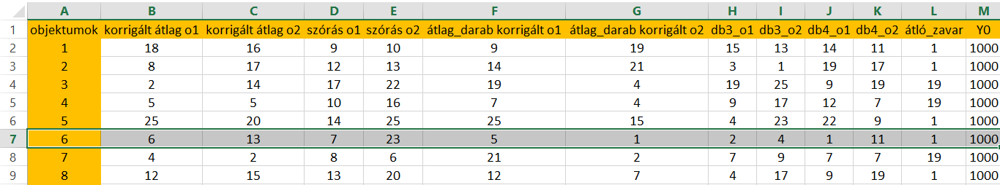 A B C D E F G H I J K L M
1 objektumok korrigált átlag o1 korrigált átlag o2 szórás o1 szórás o2 átlag_darab korrigált o1 átlag_darab korrigált o2 db3_o1 db3_o2 db4_o1 db4_o2 átló_zavar Y0
2 1 18 16 9 10 9 19 15 13 14 11 1 1000
3 2 8 17 12 13 14 21 3 1 19 17 1 1000
4 3 2 14 17 22 19 4 19 25 9 19 19 1000
5 4 5 5 10 16 7 4 9 17 12 7 19 1000
6 5 25 20 14 25 25 15 4 23 22 9 1 1000
7 6 6 13 7 23 5 1 2 4 1 11 1 1000
8 7 4 2 8 6 21 2 7 9 7 7 19 1000
9 8 12 15 13 20 12 7 4 17 9 19 1 1000